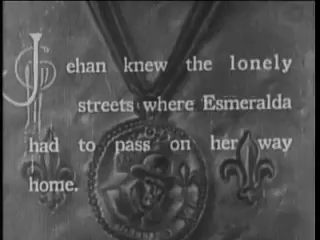 Jehan knew the lonely
streets where Esmeralda
had to pass on her way
home.